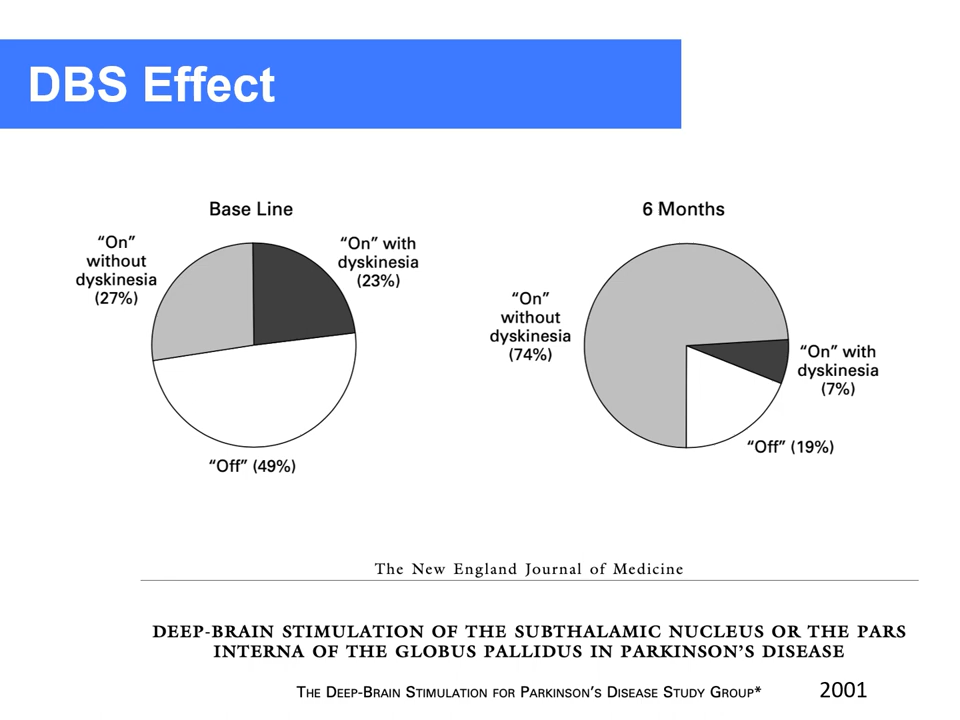 DBS Effect
Base Line
“On”
without
dyskinesia
(27%)
“On” with
dyskinesia
(23%)
“Off” (49%)
6 Months
“On”
without
dyskinesia
(74%)
“On” with
dyskinesia
(7%)
“Off” (19%)
The New England Journal of Medicine
DEEP-BRAIN STIMULATION OF THE SUBTHALAMIC NUCLEUS OR THE PARS
INTERNA OF THE GLOBUS PALLIDUS IN PARKINSON’S DISEASE
THE DEEP-BRAIN STIMULATION FOR PARKINSON’S DISEASE STUDY GROUP* 2001